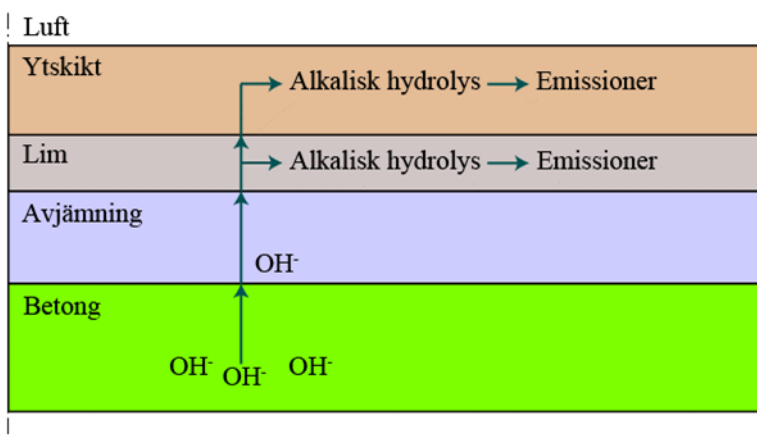 Luft
Ytskikt
Alkalisk hydrolys Emissioner
Lim
Alkalisk hydrolys Emissioner
Avjämning
OH-
Betong
OH- OH- OH-